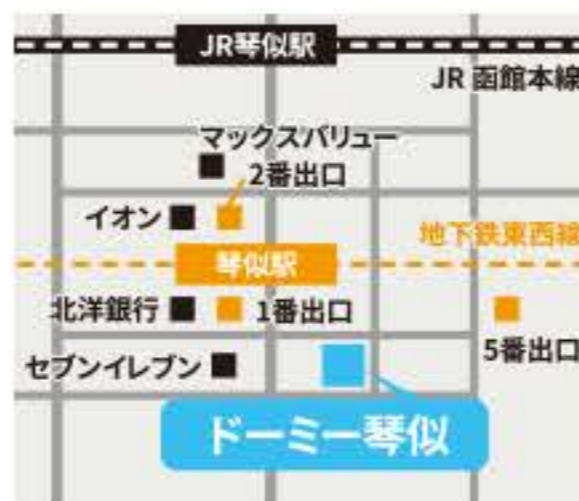 JR琴似駅
JR 函館本線
マックスバリュー
2番出口
イオン
地下鉄東西線
琴似駅
北洋銀行
1番出口
5番出口
セブンイレブン
ドーミー琴似